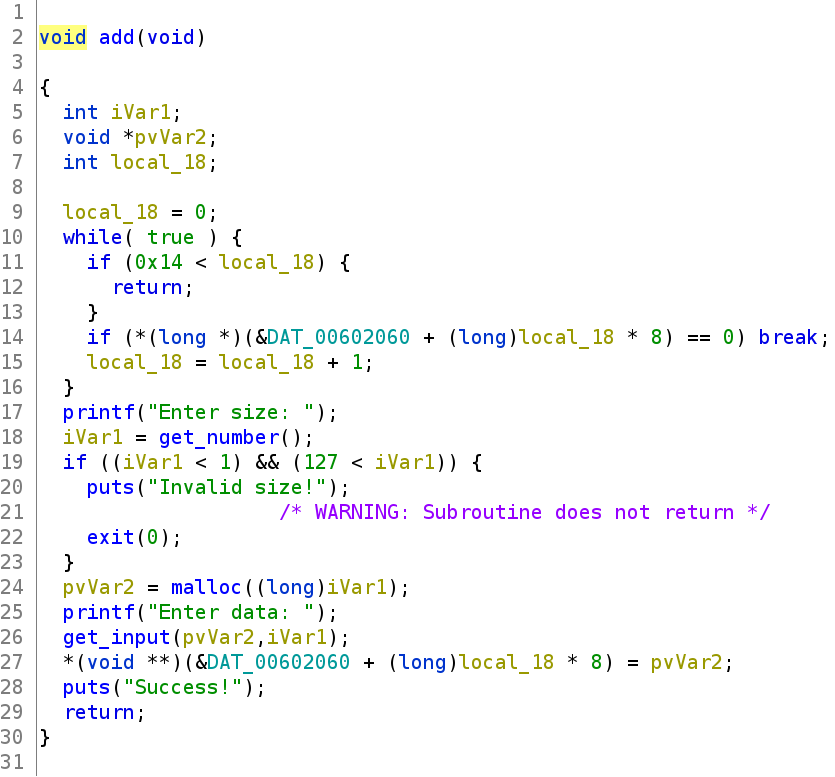 1
2 void add(void)
3
4 {
5   int iVar1;
6   void *pvVar2;
7   int local_18;
8
9   local_18 = 0;
10   while( true ) {
11     if (0x14 < local_18) {
12       return;
13     }
14     if (*(long *)(&DAT_00602060 + (long)local_18 * 8) == 0) break;
15     local_18 = local_18 + 1;
16   }
17   printf("Enter size: ");
18   iVar1 = get_number();
19   if ((iVar1 < 1) && (127 < iVar1)) {
20     puts("Invalid size!");
21                     /* WARNING: Subroutine does not return */
22     exit(0);
23   }
24   pvVar2 = malloc((long)iVar1);
25   printf("Enter data: ");
26   get_input(pvVar2,iVar1);
27   *(void **)(&DAT_00602060 + (long)local_18 * 8) = pvVar2;
28   puts("Success!");
29   return;
30 }
31